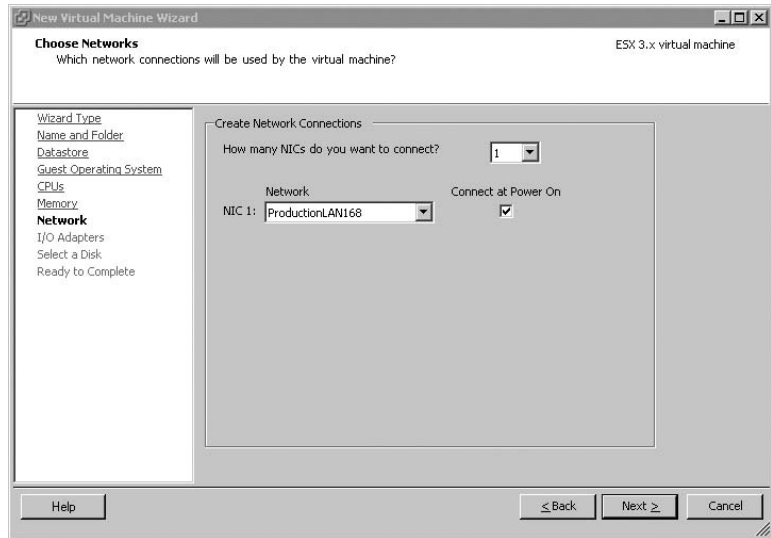 New Virtual Machine Wizard
Choose Networks
ESX 3.x virtual machine
Which network connections will be used by the virtual machine?
Wizard Type
Name and Folder
Datastore
Guest Operating System
CPUs
Memory
Network
I/O Adapters
Select a Disk
Ready to Complete
Create Network Connections
How many NICs do you want to connect? 1
Network Connect at Power On
NIC 1: ProductionLAN168
Help
< Back Next > Cancel